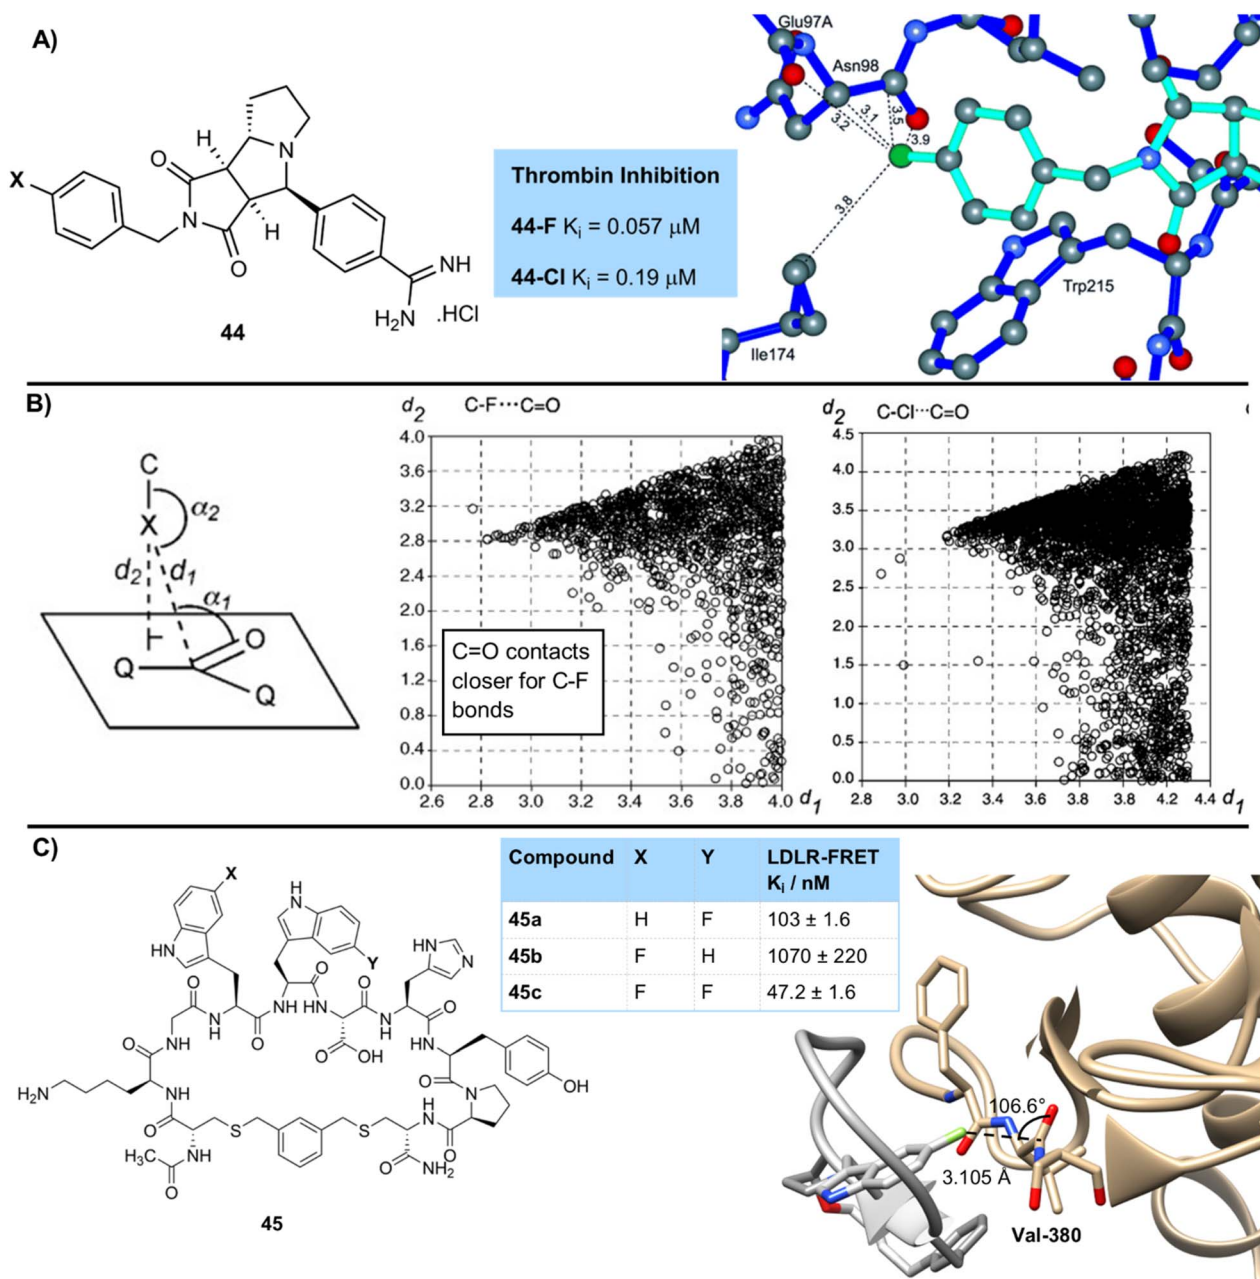 A)
H
X
O
N
N
O
H
NH
H₂N
.HCl
44
Thrombin Inhibition
44-F Kᵢ = 0.057 μM
44-Cl Kᵢ = 0.19 μM
Glu97A
Asn98
3.2
3.1
3.5
3.9
3.8
Trp215
Ile174
B)
C
X
α₂
d₂
d₁
α₁
O
Q
Q
d₂ C-F···C=O
4.0
3.6
3.2
2.8
2.4
2.0
1.6
1.2
0.8
0.4
0.0
C=O contacts
closer for C-F
bonds
2.6 2.8 3.0 3.2 3.4 3.6 3.8 4.0 d₁
d₂ C-Cl···C=O
4.5
4.0
3.5
3.0
2.5
2.0
1.5
1.0
0.5
0.0
2.8 3.0 3.2 3.4 3.6 3.8 3.8 4.2 4.4 d₁
C)
X
HN
H
N
Y
HN
N
O
N
H
O
NH
O
HN
O
OH
O
NH
O
NH
O
N
OH
O
NH
H₂N
O
NH
S
S
H
N
O
O
NH₂
H₃C
NH
O
45
Compound X Y LDLR-FRET
Kᵢ / nM
45a H F 103 ± 1.6
45b F H 1070 ± 220
45c F F 47.2 ± 1.6
106.6°
3.105 Å
Val-380